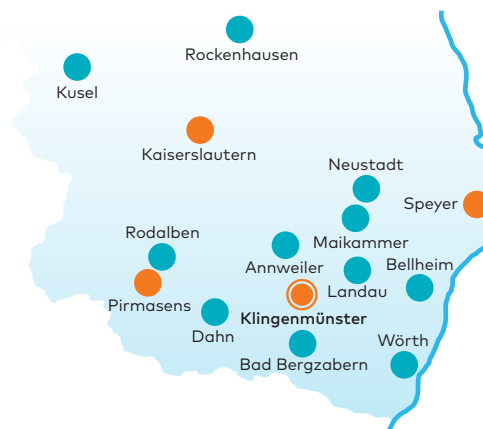 Rockenhausen
Kusel
Kaiserslautern
Neustadt
Speyer
Rodalben
Maikammer
Annweiler
Bellheim
Landau
Pirmasens
Klingenmünster
Dahn
Wörth
Bad Bergzabern